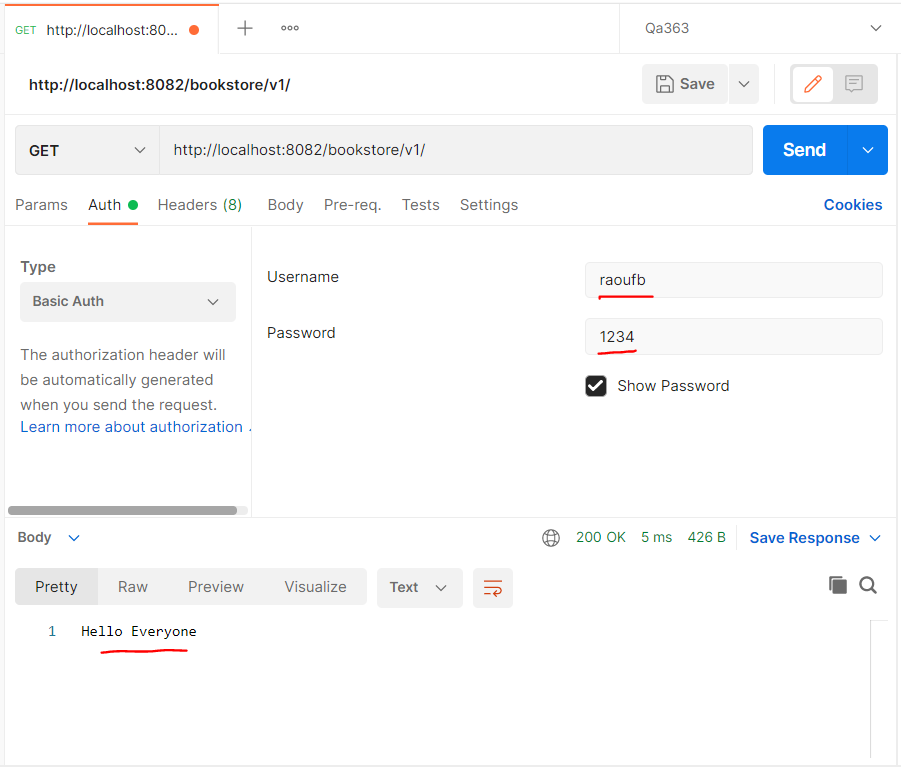 GET http://localhost:80... Qa363
http://localhost:8082/bookstore/v1/ Save
GET http://localhost:8082/bookstore/v1/ Send
Params Auth Headers (8) Body Pre-req. Tests Settings Cookies
Type
Basic Auth
The authorization header will
be automatically generated
when you send the request.
Learn more about authorization
Username raoufb
Password 1234
Show Password
Body 200 OK 5 ms 426 B Save Response
Pretty Raw Preview Visualize Text
1 Hello Everyone